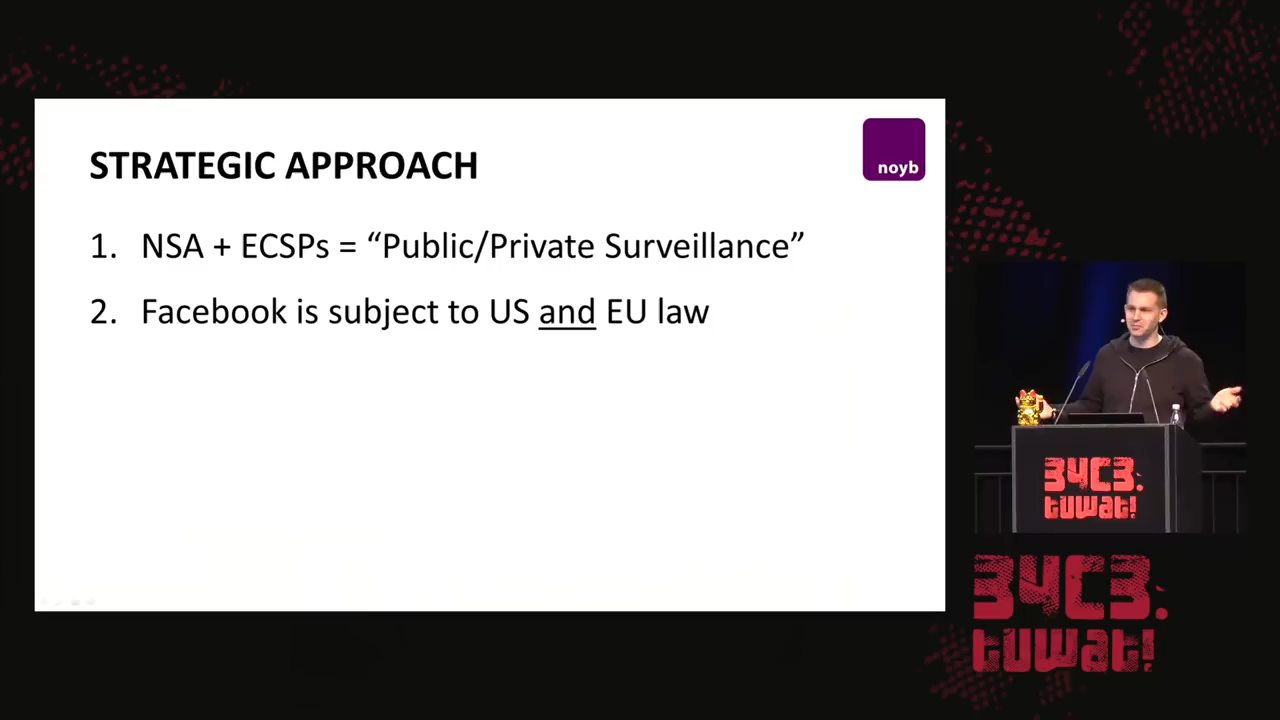 STRATEGIC APPROACH
noyb
1. NSA + ECSPs = “Public/Private Surveillance”
2. Facebook is subject to US and EU law
34C3.
tuwat!
34C3.
tuwat!